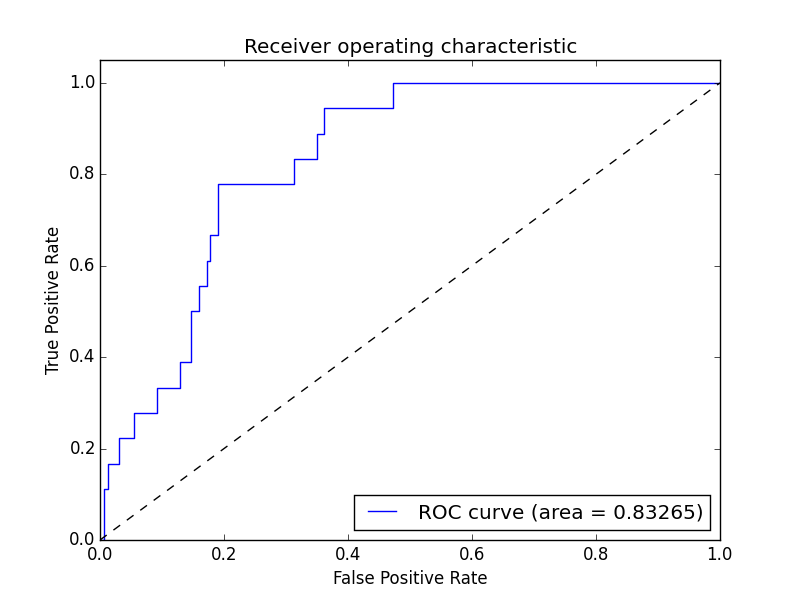 Receiver operating characteristic
1.0
0.8
0.6
0.4
0.2
0.0
True Positive Rate
ROC curve (area = 0.83265)
0.0 0.2 0.4 0.6 0.8 1.0
False Positive Rate